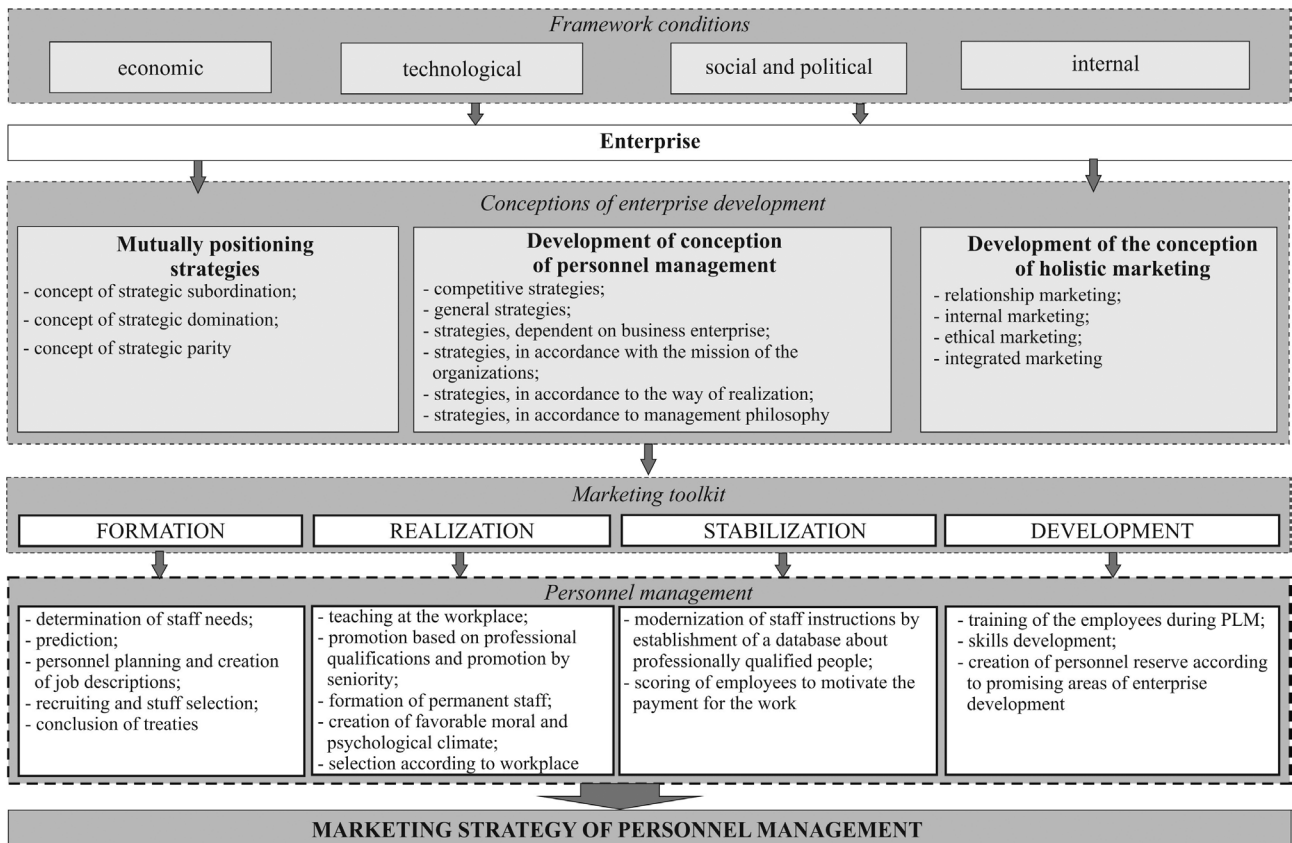 Framework conditions
economic
technological
social and political
internal
Enterprise
Conceptions of enterprise development
Mutually positioning
strategies
- concept of strategic subordination;
- concept of strategic domination;
- concept of strategic parity
Development of conception
of personnel management
- competitive strategies;
- general strategies;
- strategies, dependent on business enterprise;
- strategies, in accordance with the mission of the
organizations;
- strategies, in accordance to the way of realization;
- strategies, in accordance to management philosophy
Development of the conception
of holistic marketing
- relationship marketing;
- internal marketing;
- ethical marketing;
- integrated marketing
Marketing toolkit
FORMATION
REALIZATION
STABILIZATION
DEVELOPMENT
Personnel management
- determination of staff needs;
- prediction;
- personnel planning and creation
of job descriptions;
- recruiting and stuff selection;
- conclusion of treaties
- teaching at the workplace;
- promotion based on professional
qualifications and promotion by
seniority;
- formation of permanent staff;
- creation of favorable moral and
psychological climate;
- selection according to workplace
- modernization of staff instructions by
establishment of a database about
professionally qualified people;
- scoring of employees to motivate the
payment for the work
- training of the employees during PLM;
- skills development;
- creation of personnel reserve according
to promising areas of enterprise
development
MARKETING STRATEGY OF PERSONNEL MANAGEMENT